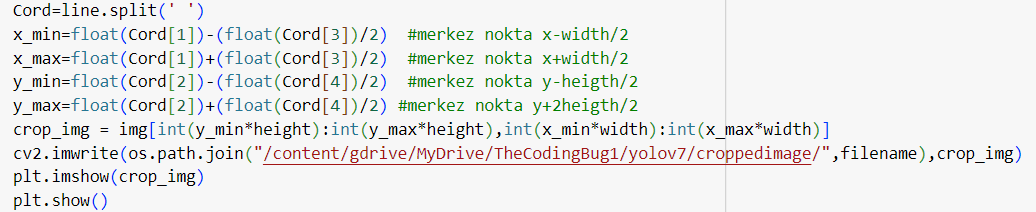 Cord=line.split(' ')
x_min=float(Cord[1])-(float(Cord[3])/2)  #merkez nokta x-width/2
x_max=float(Cord[1])+(float(Cord[3])/2)  #merkez nokta x+width/2
y_min=float(Cord[2])-(float(Cord[4])/2)  #merkez nokta y-heigth/2
y_max=float(Cord[2])+(float(Cord[4])/2) #merkez nokta y+2heigth/2
crop_img = img[int(y_min*height):int(y_max*height),int(x_min*width):int(x_max*width)]
cv2.imwrite(os.path.join("/content/gdrive/MyDrive/TheCodingBug1/yolov7/croppedimage/",filename),crop_img)
plt.imshow(crop_img)
plt.show()